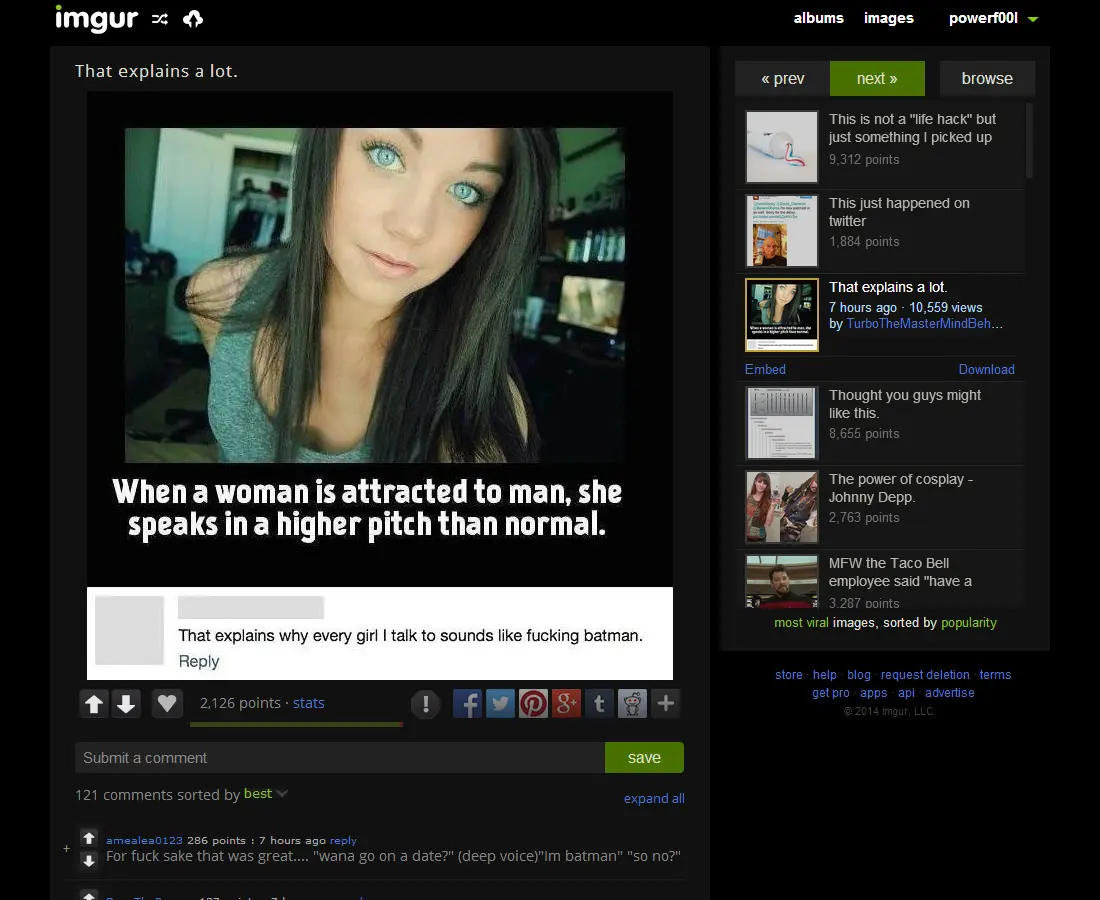 imgur
albums images powerf00l
That explains a lot.
When a woman is attracted to man, she
speaks in a higher pitch than normal.
That explains why every girl I talk to sounds like fucking batman.
Reply
2,126 points · stats
Submit a comment
save
121 comments sorted by best
expand all
amealea0123 286 points : 7 hours ago reply
For fuck sake that was great.... "wana go on a date?" (deep voice)"Im batman" "so no?"
« prev
next »
browse
This is not a "life hack" but
just something I picked up
9,312 points
This just happened on
twitter
1,884 points
That explains a lot.
7 hours ago · 10,559 views
by TurboTheMasterMindBeh...
Embed
Download
Thought you guys might
like this.
8,655 points
The power of cosplay -
Johnny Depp.
2,763 points
MFW the Taco Bell
employee said "have a
3,287 points
most viral images, sorted by popularity
store · help · blog · request deletion · terms
get pro · apps · api · advertise
© 2014 Imgur, LLC.